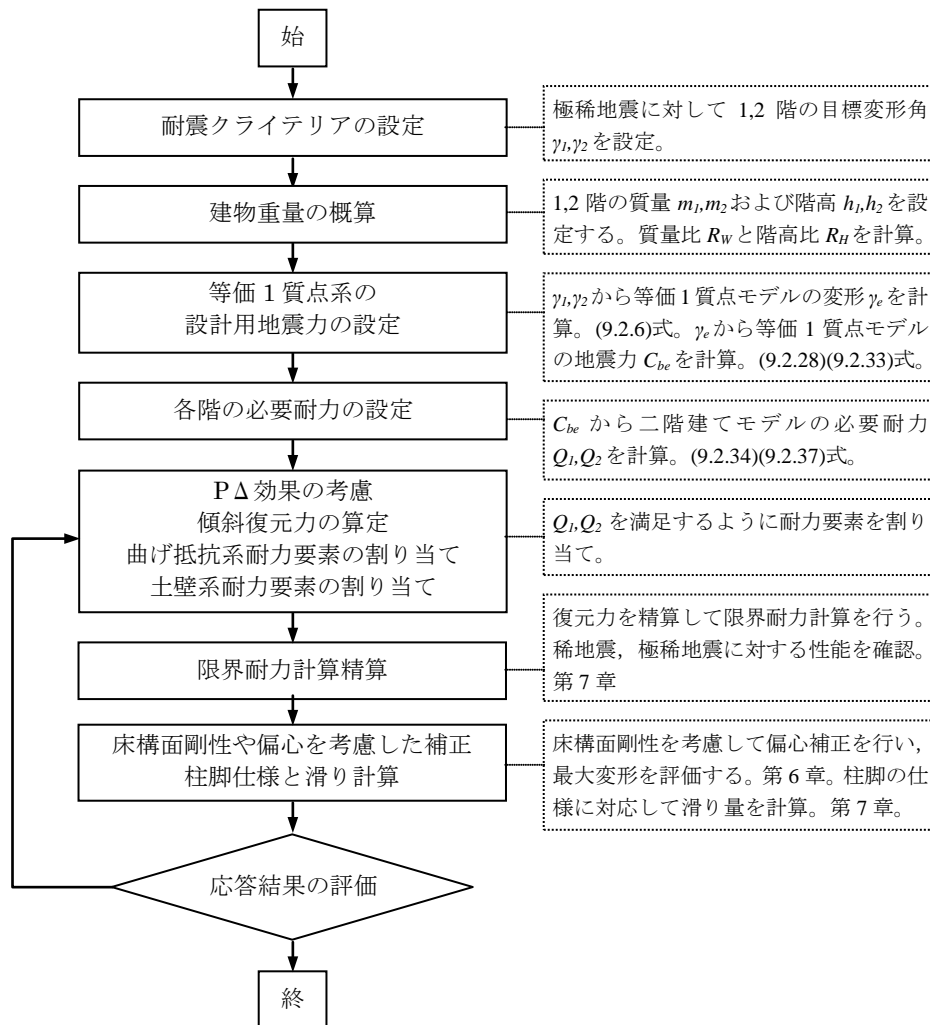 始
耐震クライテリアの設定
極稀地震に対して 1,2 階の目標変形角
γ1,γ2 を設定。
建物重量の概算
1,2 階の質量 m1,m2 および階高 h1,h2 を設
定する。質量比 RW と階高比 RH を計算。
等価１質点系の
設計用地震力の設定
γ1,γ2 から等価 1 質点モデルの変形 γe を計
算。(9.2.6)式。γe から等価 1 質点モデル
の地震力 Cbe を計算。(9.2.28)(9.2.33)式。
各階の必要耐力の設定
Cbe から二階建てモデルの必要耐力
Q1,Q2 を計算。(9.2.34)(9.2.37)式。
ＰΔ効果の考慮
傾斜復元力の算定
曲げ抵抗系耐力要素の割り当て
土壁系耐力要素の割り当て
Q1,Q2 を満足するように耐力要素を割り
当て。
限界耐力計算精算
復元力を精算して限界耐力計算を行う。
稀地震，極稀地震に対する性能を確認。
第 7 章
床構面剛性や偏心を考慮した補正
柱脚仕様と滑り計算
床構面剛性を考慮して偏心補正を行い，
最大変形を評価する。第 6 章。柱脚の仕
様に対応して滑り量を計算。第 7 章。
応答結果の評価
終